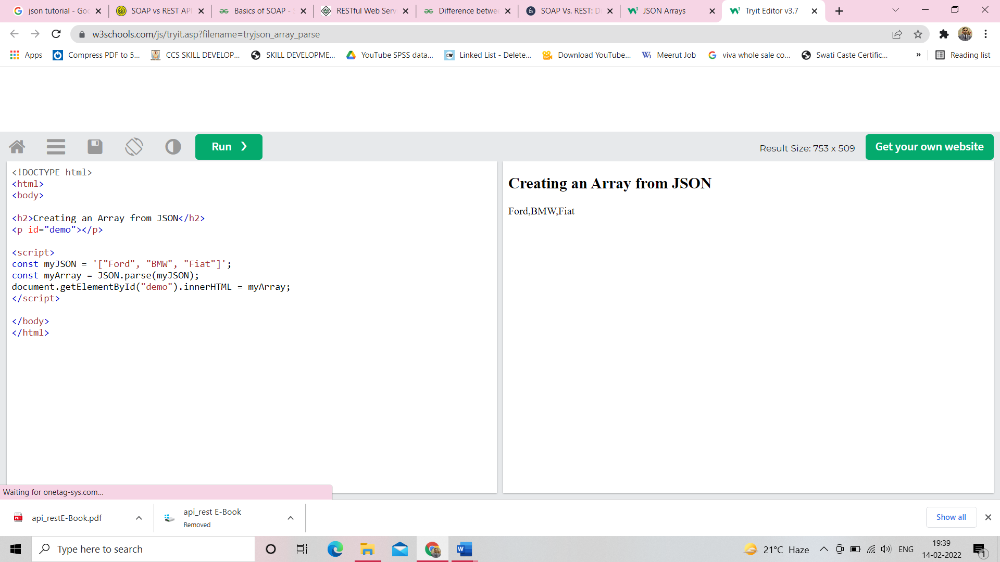 json tutorial - Goo
SOAP vs REST API
Basics of SOAP - S
RESTful Web Serv
Difference betwee
SOAP Vs. REST: D
JSON Arrays
Tryit Editor v3.7
w3schools.com/js/tryit.asp?filename=tryjson_array_parse
Apps
Compress PDF to 5...
CCS SKILL DEVELOP...
SKILL DEVELOPME...
YouTube SPSS data...
Linked List - Delete...
Download YouTube...
Meerut Job
viva whole sale co...
Swati Caste Certific...
»
Reading list
Run ❯
Result Size: 753 x 509
Get your own website
<!DOCTYPE html>
<html>
<body>
<h2>Creating an Array from JSON</h2>
<p id="demo"></p>
<script>
const myJSON = '["Ford", "BMW", "Fiat"]';
const myArray = JSON.parse(myJSON);
document.getElementById("demo").innerHTML = myArray;
</script>
</body>
</html>
Creating an Array from JSON
Ford,BMW,Fiat
Waiting for onetag-sys.com...
api_restE-Book.pdf
api_rest E-Book
Removed
Show all
Type here to search
21°C Haze
ENG
19:39
14-02-2022
1